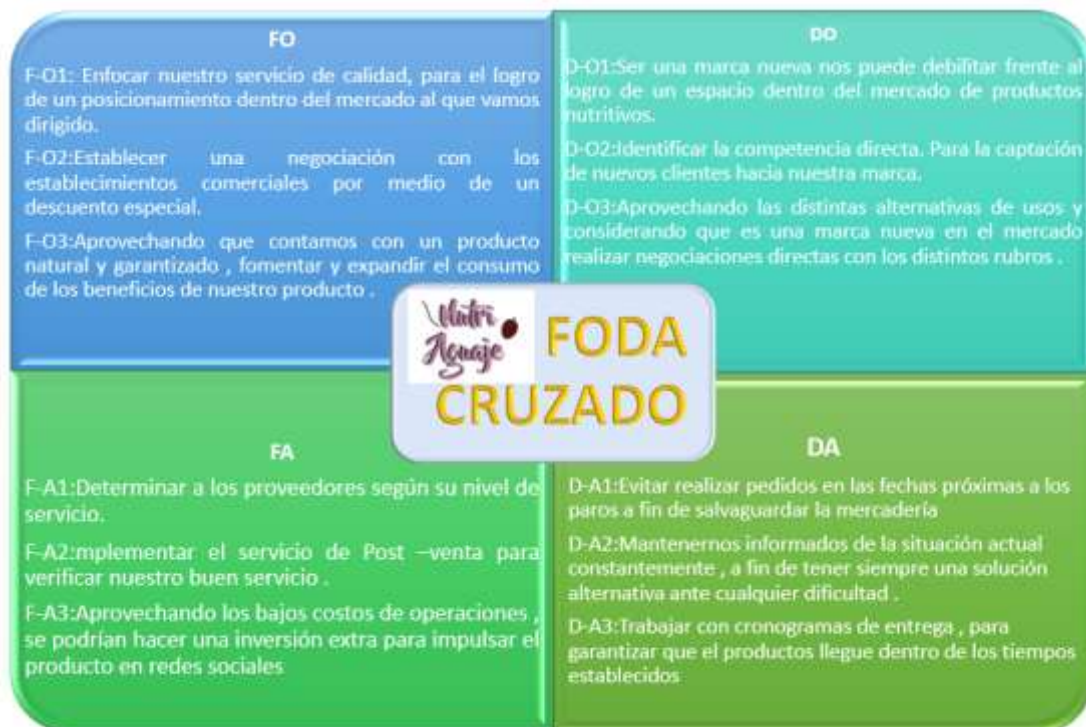 FO
F-O1: Enfocar nuestro servicio de calidad, para el logro
de un posicionamiento dentro del mercado al que vamos
dirigido.
F-O2:Establecer una negociación con los
establecimientos comerciales por medio de un
descuento especial.
F-O3:Aprovechando que contamos con un producto
natural y garantizado , fomentar y expandir el consumo
de los beneficios de nuestro producto .
DO
D-O1:Ser una marca nueva nos puede debilitar frente al
logro de un espacio dentro del mercado de productos
nutritivos.
D-O2:Identificar la competencia directa. Para la captación
de nuevos clientes hacia nuestra marca.
D-O3:Aprovechando las distintas alternativas de usos y
considerando que es una marca nueva en el mercado
realizar negociaciones directas con los distintos rubros .
Nutri
Aguaje
FODA
CRUZADO
FA
F-A1:Determinar a los proveedores según su nivel de
servicio.
F-A2:mplementar el servicio de Post –venta para
verificar nuestro buen servicio .
F-A3:Aprovechando los bajos costos de operaciones ,
se podrían hacer una inversión extra para impulsar el
producto en redes sociales
DA
D-A1:Evitar realizar pedidos en las fechas próximas a los
paros a fin de salvaguardar la mercadería
D-A2:Mantenernos informados de la situación actual
constantemente , a fin de tener siempre una solución
alternativa ante cualquier dificultad .
D-A3:Trabajar con cronogramas de entrega , para
garantizar que el productos llegue dentro de los tiempos
establecidos